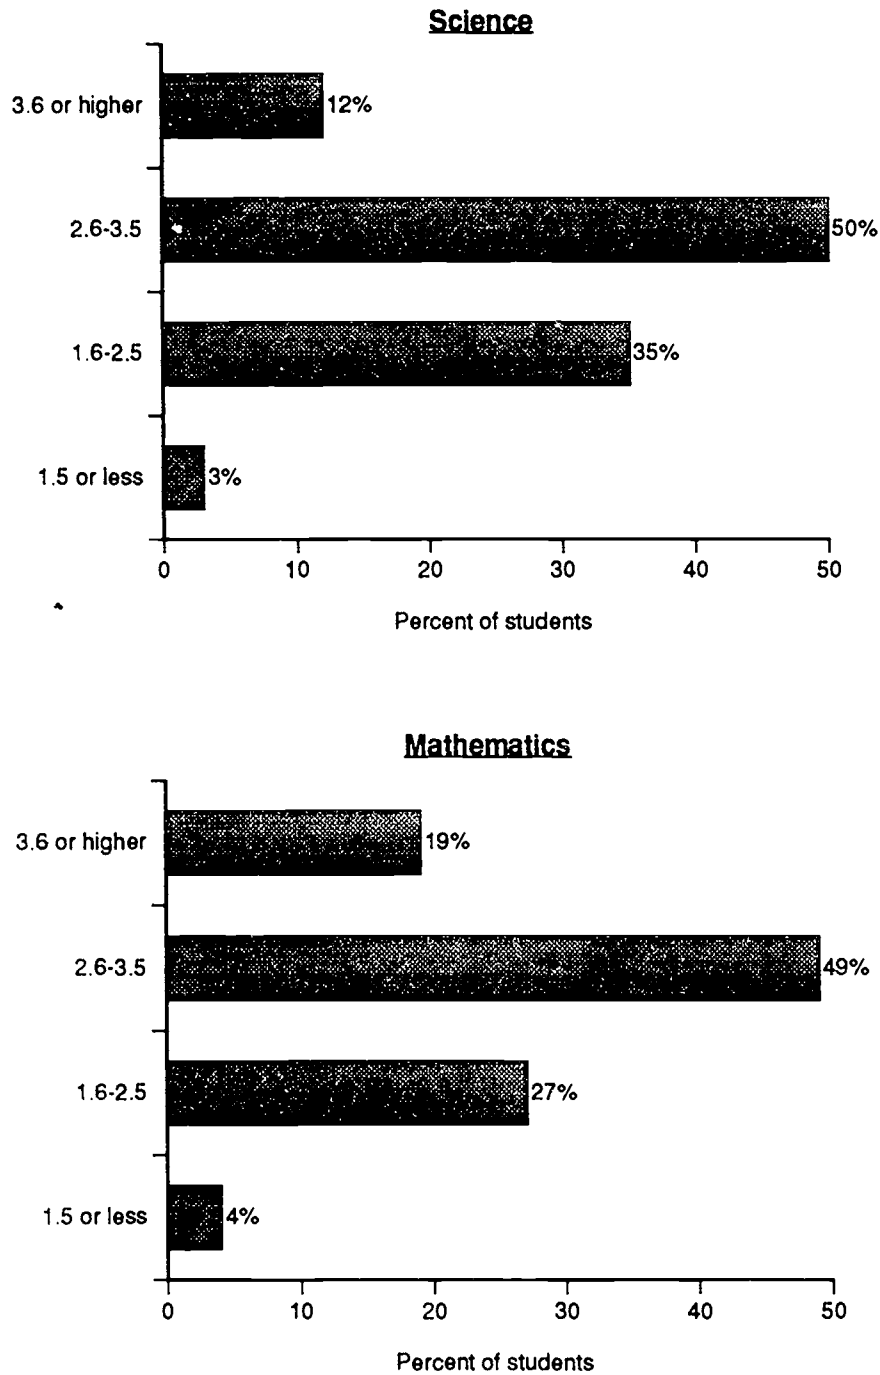 Science
3.6 or higher 12%
2.6-3.5 50%
1.6-2.5 35%
1.5 or less 3%
0 10 20 30 40 50
Percent of students
Mathematics
3.6 or higher 19%
2.6-3.5 49%
1.6-2.5 27%
1.5 or less 4%
0 10 20 30 40 50
Percent of students